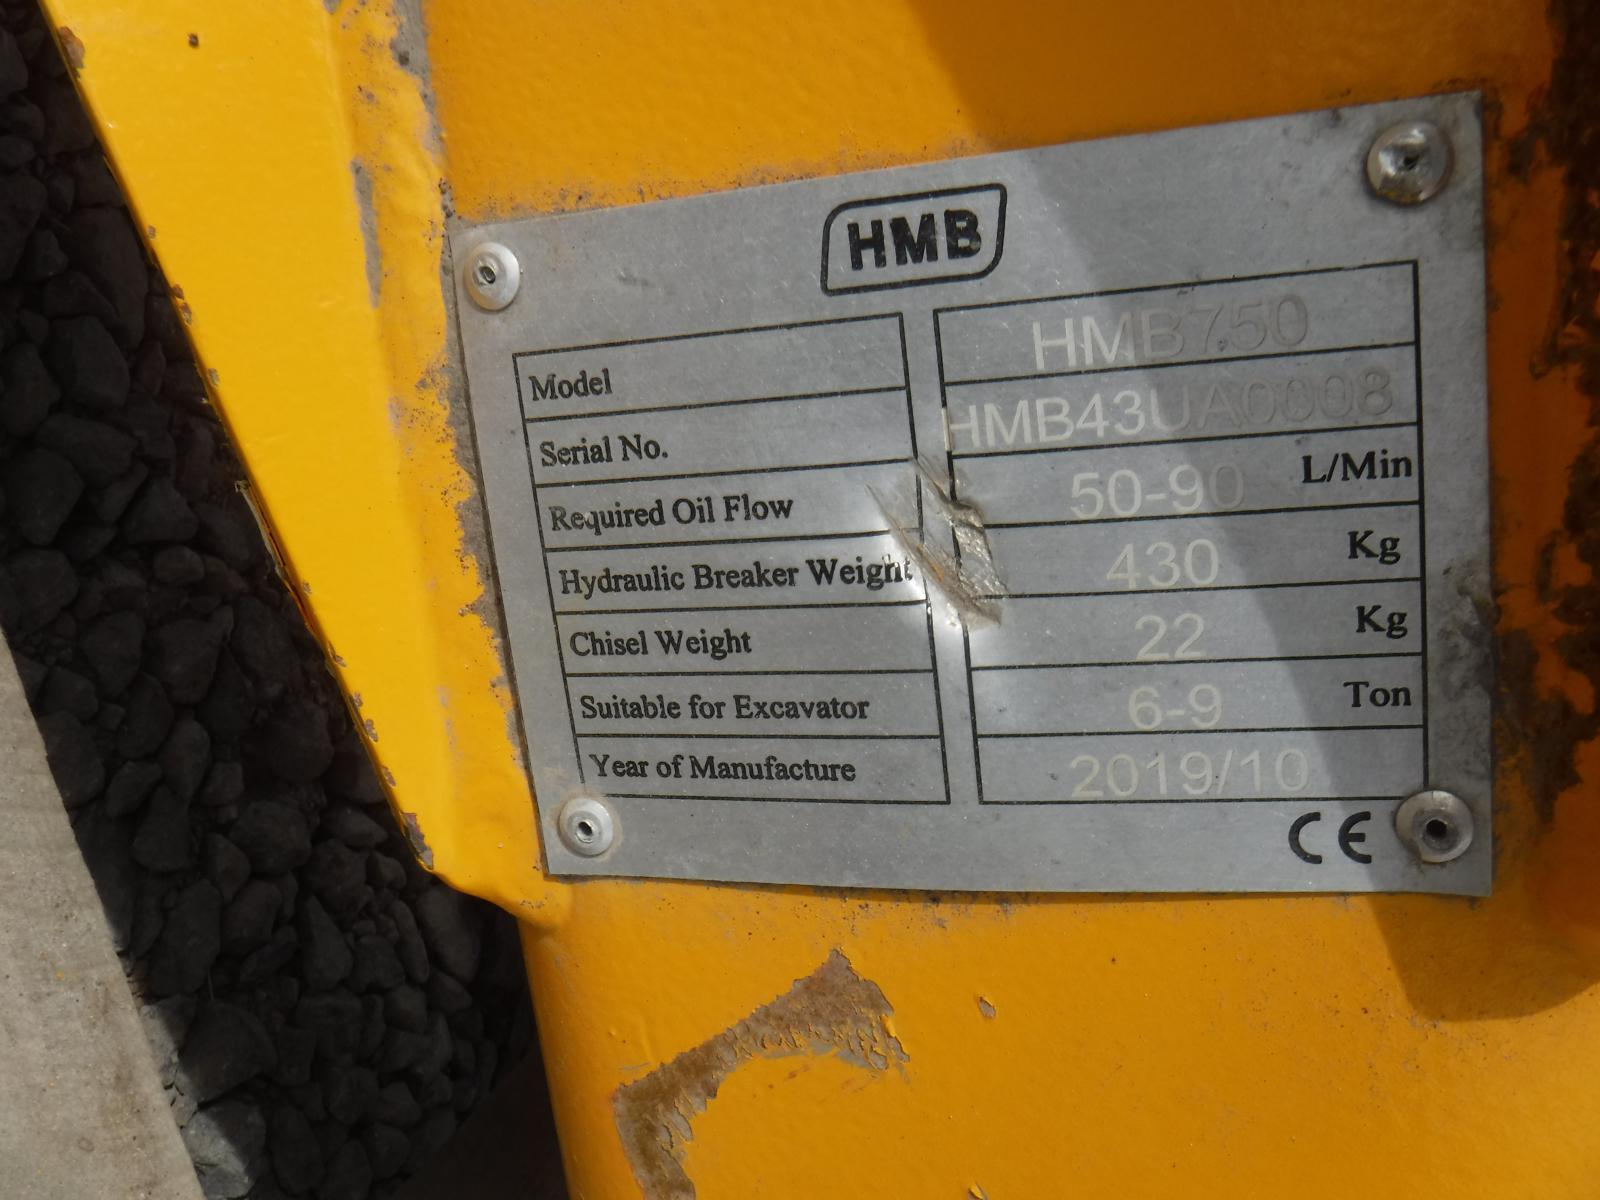 HMB
Model HMB750
Serial No. HMB43UA0008
Required Oil Flow 50-90 L/Min
Hydraulic Breaker Weight 430 Kg
Chisel Weight 22 Kg
Suitable for Excavator 6-9 Ton
Year of Manufacture 2019/10
CE